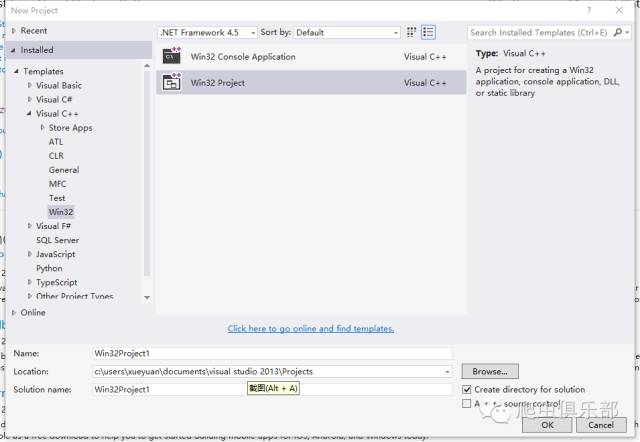 New Project
? ×
Recent
.NET Framework 4.5 Sort by: Default Search Installed Templates (Ctrl+E)
Installed
Win32 Console Application Visual C++
Type: Visual C++
A project for creating a Win32 application, console application, DLL, or static library
Win32 Project Visual C++
Templates
Visual Basic
Visual C#
Visual C++
Store Apps
ATL
CLR
General
MFC
Test
Win32
Visual F#
SQL Server
JavaScript
Python
TypeScript
Other Project Types
Online
Click here to go online and find templates.
Name: Win32Project1
Location: c:\users\xueyuan\documents\visual studio 2013\Projects Browse...
Solution name: Win32Project1
截图(Alt + A)
Create directory for solution
source control
爬虫俱乐部
OK Cancel